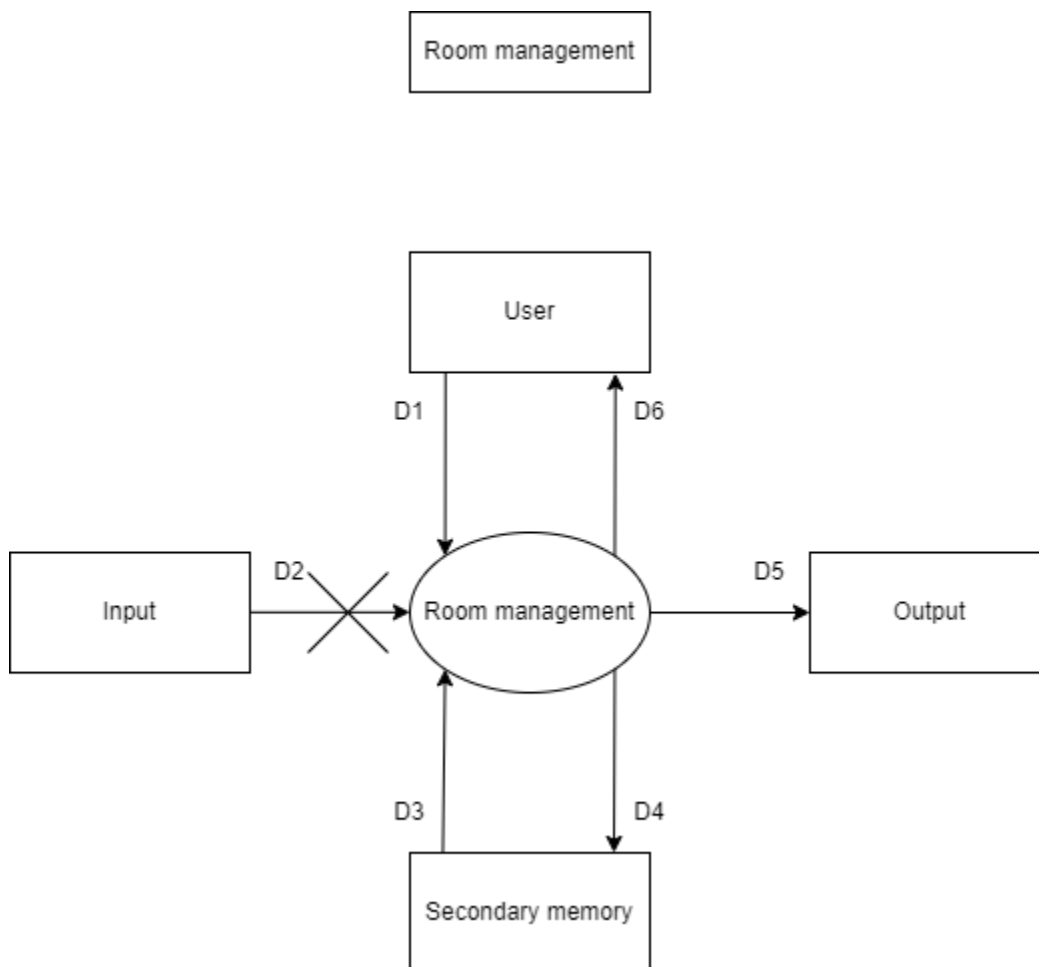 Room management
User
D1
D6
D2
D5
Input
Room management
Output
D3
D4
Secondary memory